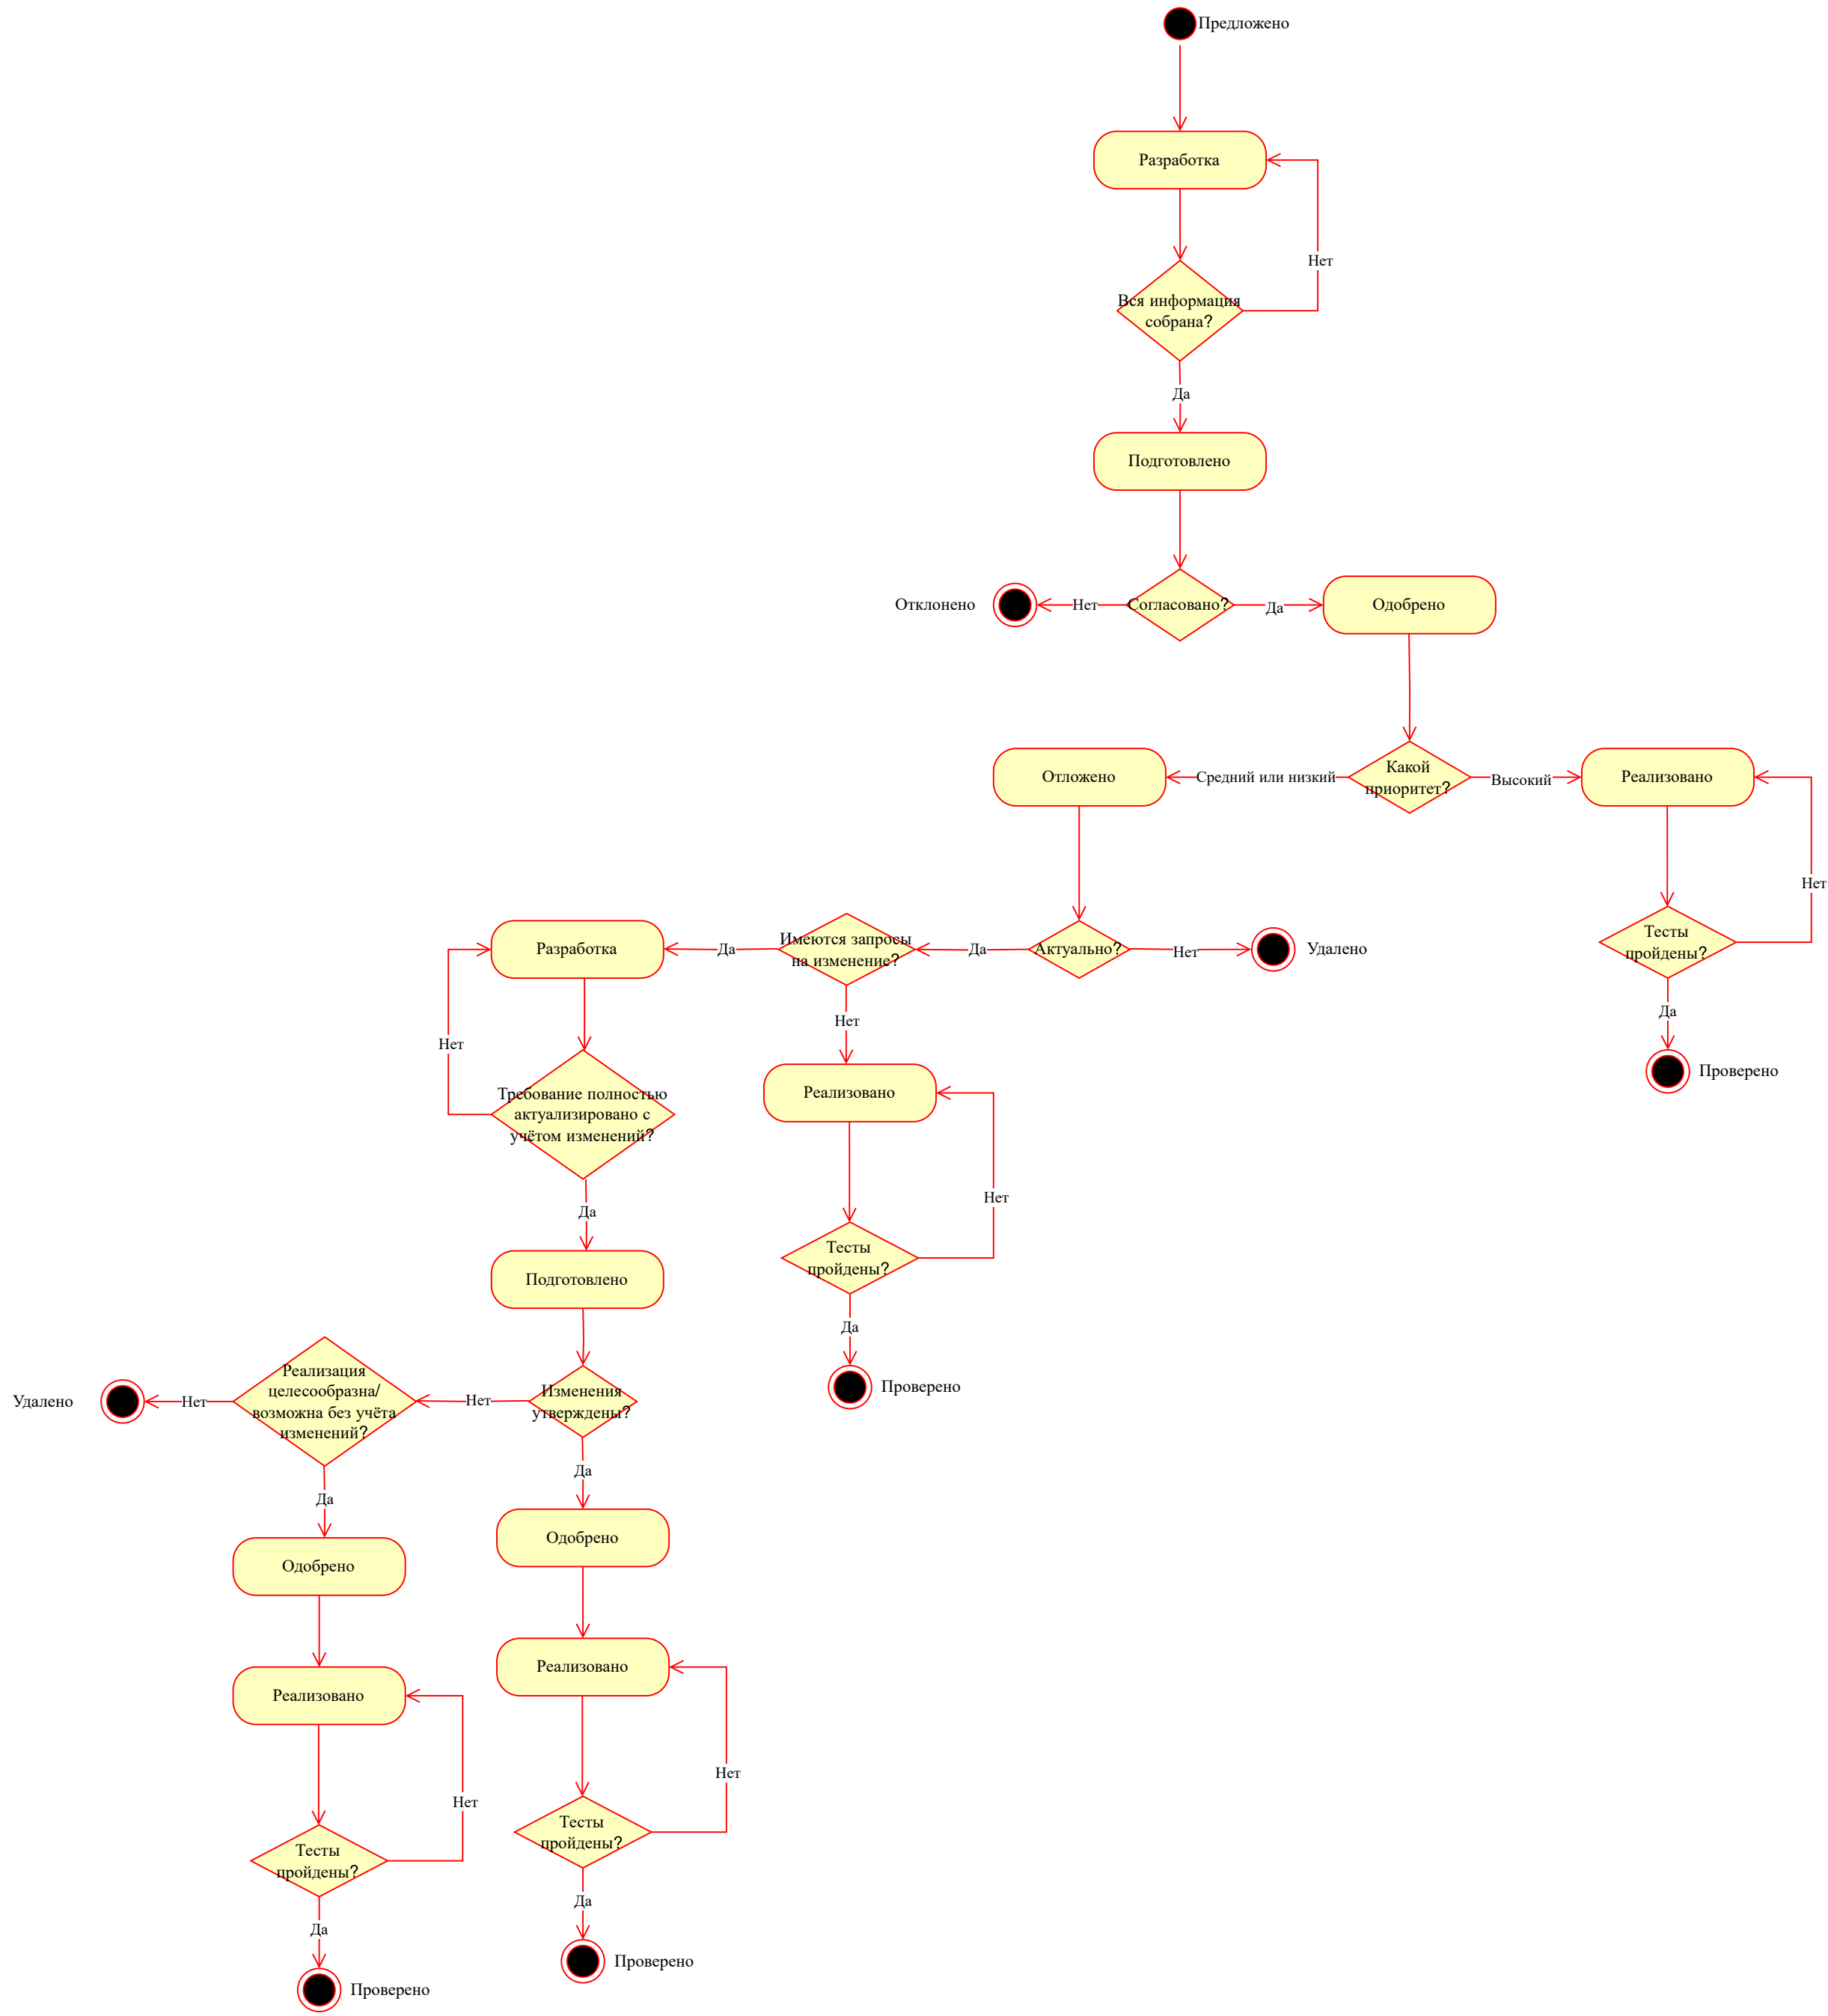 Предложено
Разработка
Нет
Вся информация
собрана?
Да
Подготовлено
Отклонено
Нет
Согласовано?
Да
Одобрено
Отложено
Средний или низкий
Какой
приоритет?
Высокий
Реализовано
Нет
Тесты
пройдены?
Да
Проверено
Разработка
Да
Имеются запросы
на изменение?
Да
Актуально?
Нет
Удалено
Нет
Нет
Реализовано
Требование полностью
актуализировано с
учётом изменений?
Нет
Да
Тесты
пройдены?
Подготовлено
Да
Проверено
Удалено
Нет
Реализация
целесообразна/
возможна без учёта
изменений?
Нет
Изменения
утверждены?
Да
Да
Одобрено
Одобрено
Реализовано
Реализовано
Нет
Нет
Тесты
пройдены?
Тесты
пройдены?
Да
Да
Проверено
Проверено